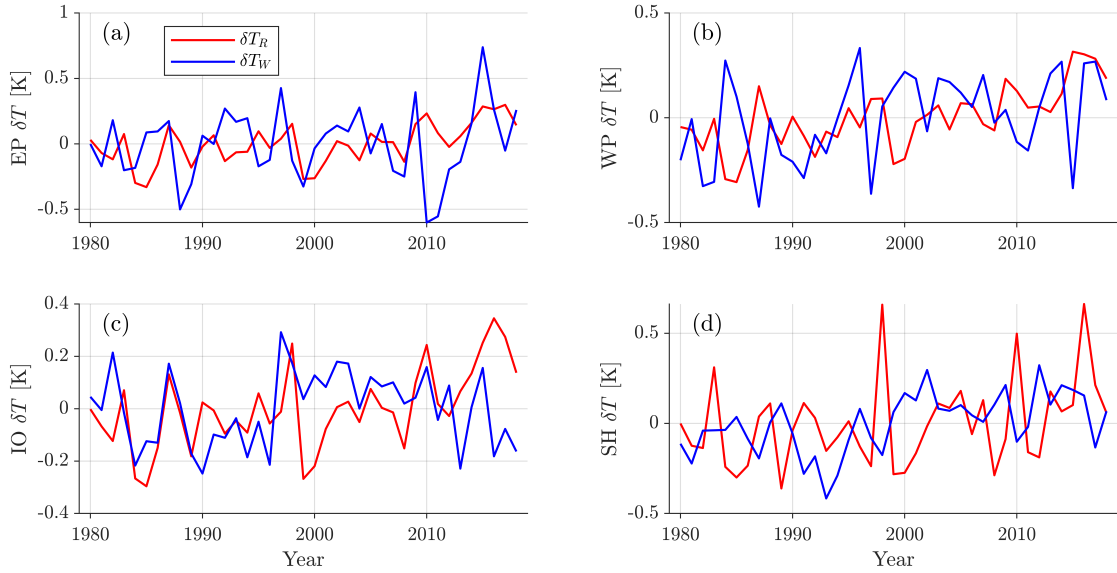 (a)
δT_R
δT_W
EP δT [K]
1
0.5
0
-0.5
1980 1990 2000 2010
(b)
WP δT [K]
0.5
0
-0.5
1980 1990 2000 2010
(c)
IO δT [K]
0.4
0.2
0
-0.2
-0.4
1980 1990 2000 2010
Year
(d)
SH δT [K]
0.5
0
-0.5
1980 1990 2000 2010
Year